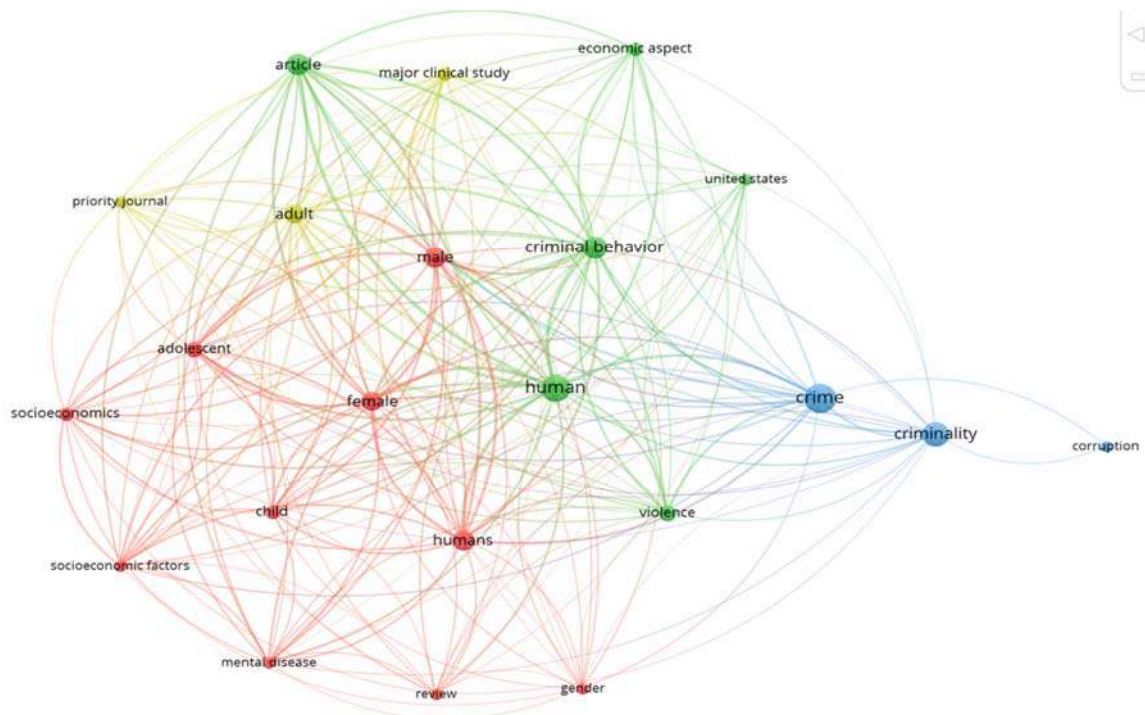 economic aspect
article
major clinical study
united states
priority journal
adult
criminal behavior
male
adolescent
human
crime
female
socioeconomics
criminality
corruption
child
violence
humans
socioeconomic factors
mental disease
gender
review